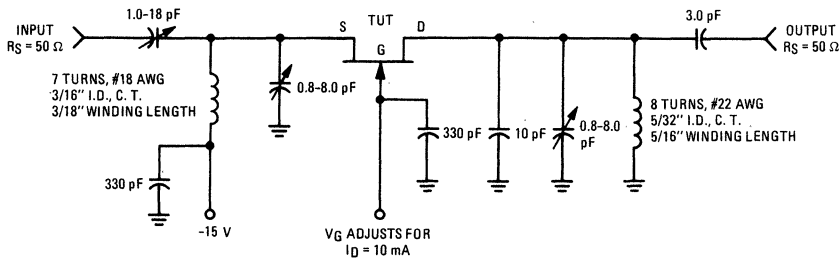 INPUT
RS = 50 Ω
1.0–18 pF
7 TURNS, #18 AWG
3/16" I.D., C. T.
3/18" WINDING LENGTH
330 pF
–15 V
0.8–8.0 pF
S
TUT
G
D
VG ADJUSTS FOR
ID = 10 mA
330 pF
10 pF
0.8–8.0
pF
8 TURNS, #22 AWG
5/32" I.D., C. T.
5/16" WINDING LENGTH
3.0 pF
OUTPUT
RS = 50 Ω